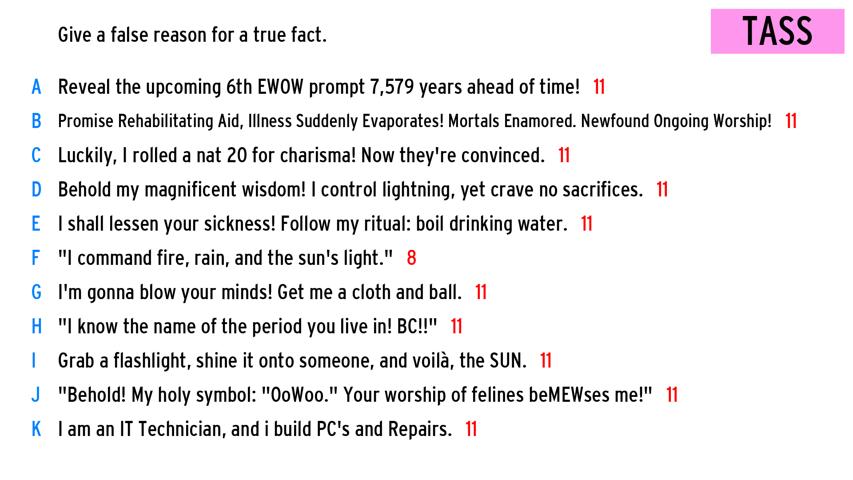 Give a false reason for a true fact.
TASS
A Reveal the upcoming 6th EWOW prompt 7,579 years ahead of time! 11
B Promise Rehabilitating Aid, Illness Suddenly Evaporates! Mortals Enamored. Newfound Ongoing Worship! 11
C Luckily, I rolled a nat 20 for charisma! Now they're convinced. 11
D Behold my magnificent wisdom! I control lightning, yet crave no sacrifices. 11
E I shall lessen your sickness! Follow my ritual: boil drinking water. 11
F "I command fire, rain, and the sun's light." 8
G I'm gonna blow your minds! Get me a cloth and ball. 11
H "I know the name of the period you live in! BC!!" 11
I Grab a flashlight, shine it onto someone, and voilà, the SUN. 11
J "Behold! My holy symbol: "OoWoo." Your worship of felines beMEWses me!" 11
K I am an IT Technician, and i build PC's and Repairs. 11